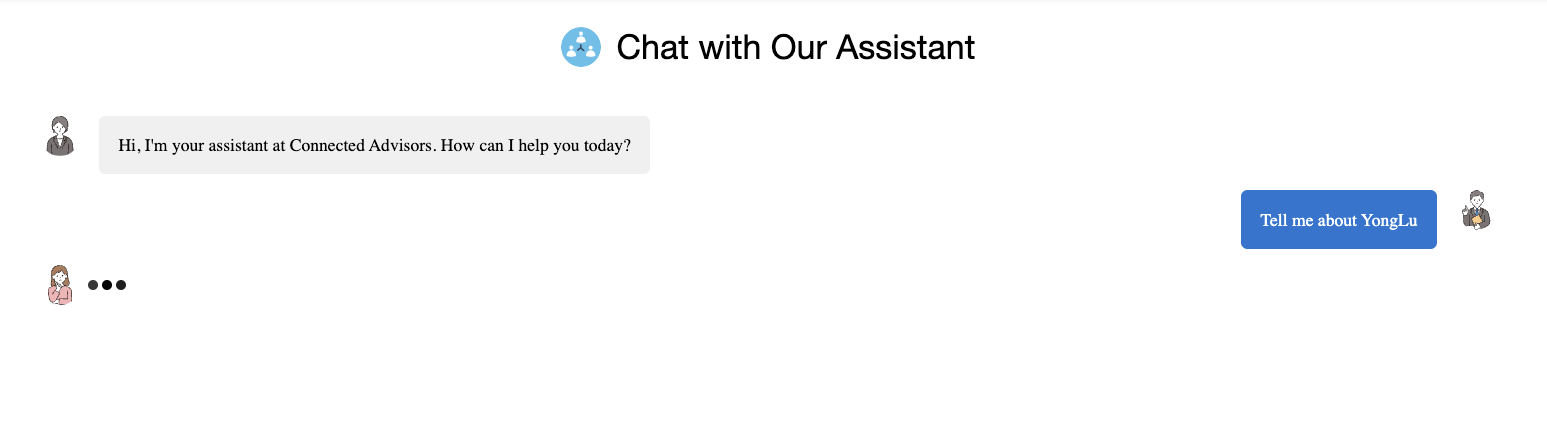 Chat with Our Assistant
Hi, I'm your assistant at Connected Advisors. How can I help you today?
Tell me about YongLu